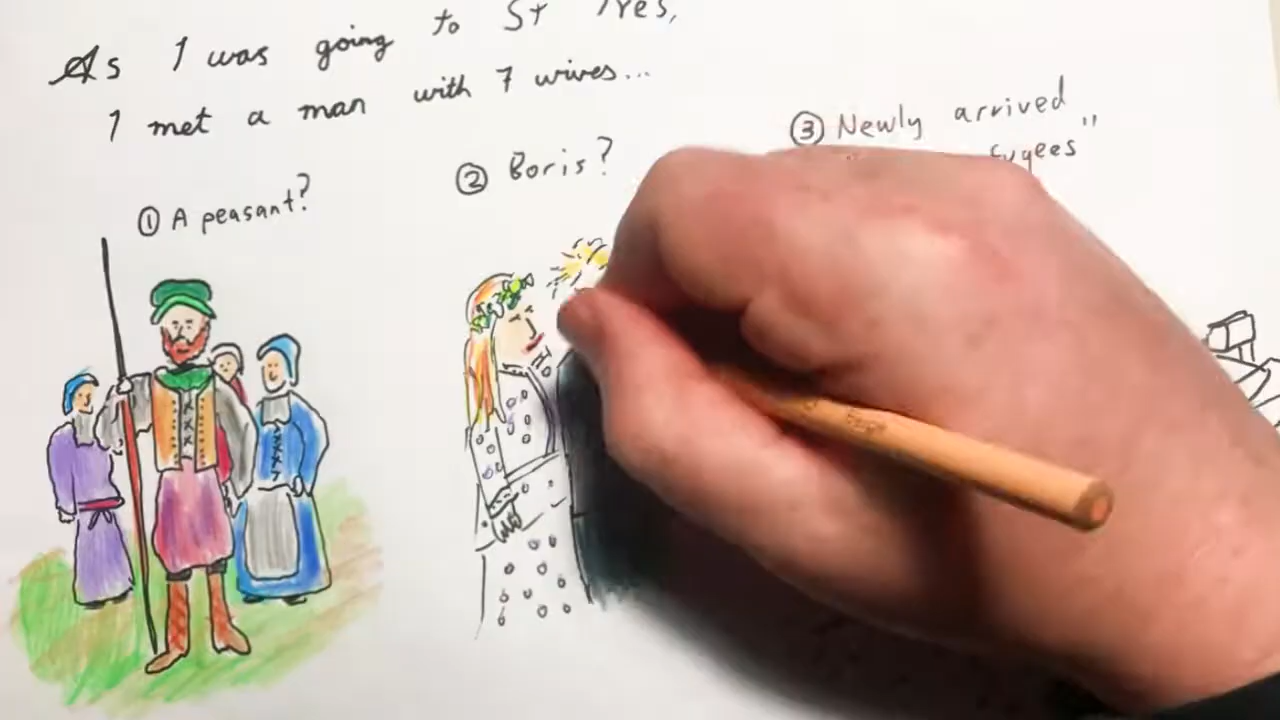 As I was going to St Ives,
I met a man with 7 wives...
① A peasant?
② Boris?
③ Newly arrived